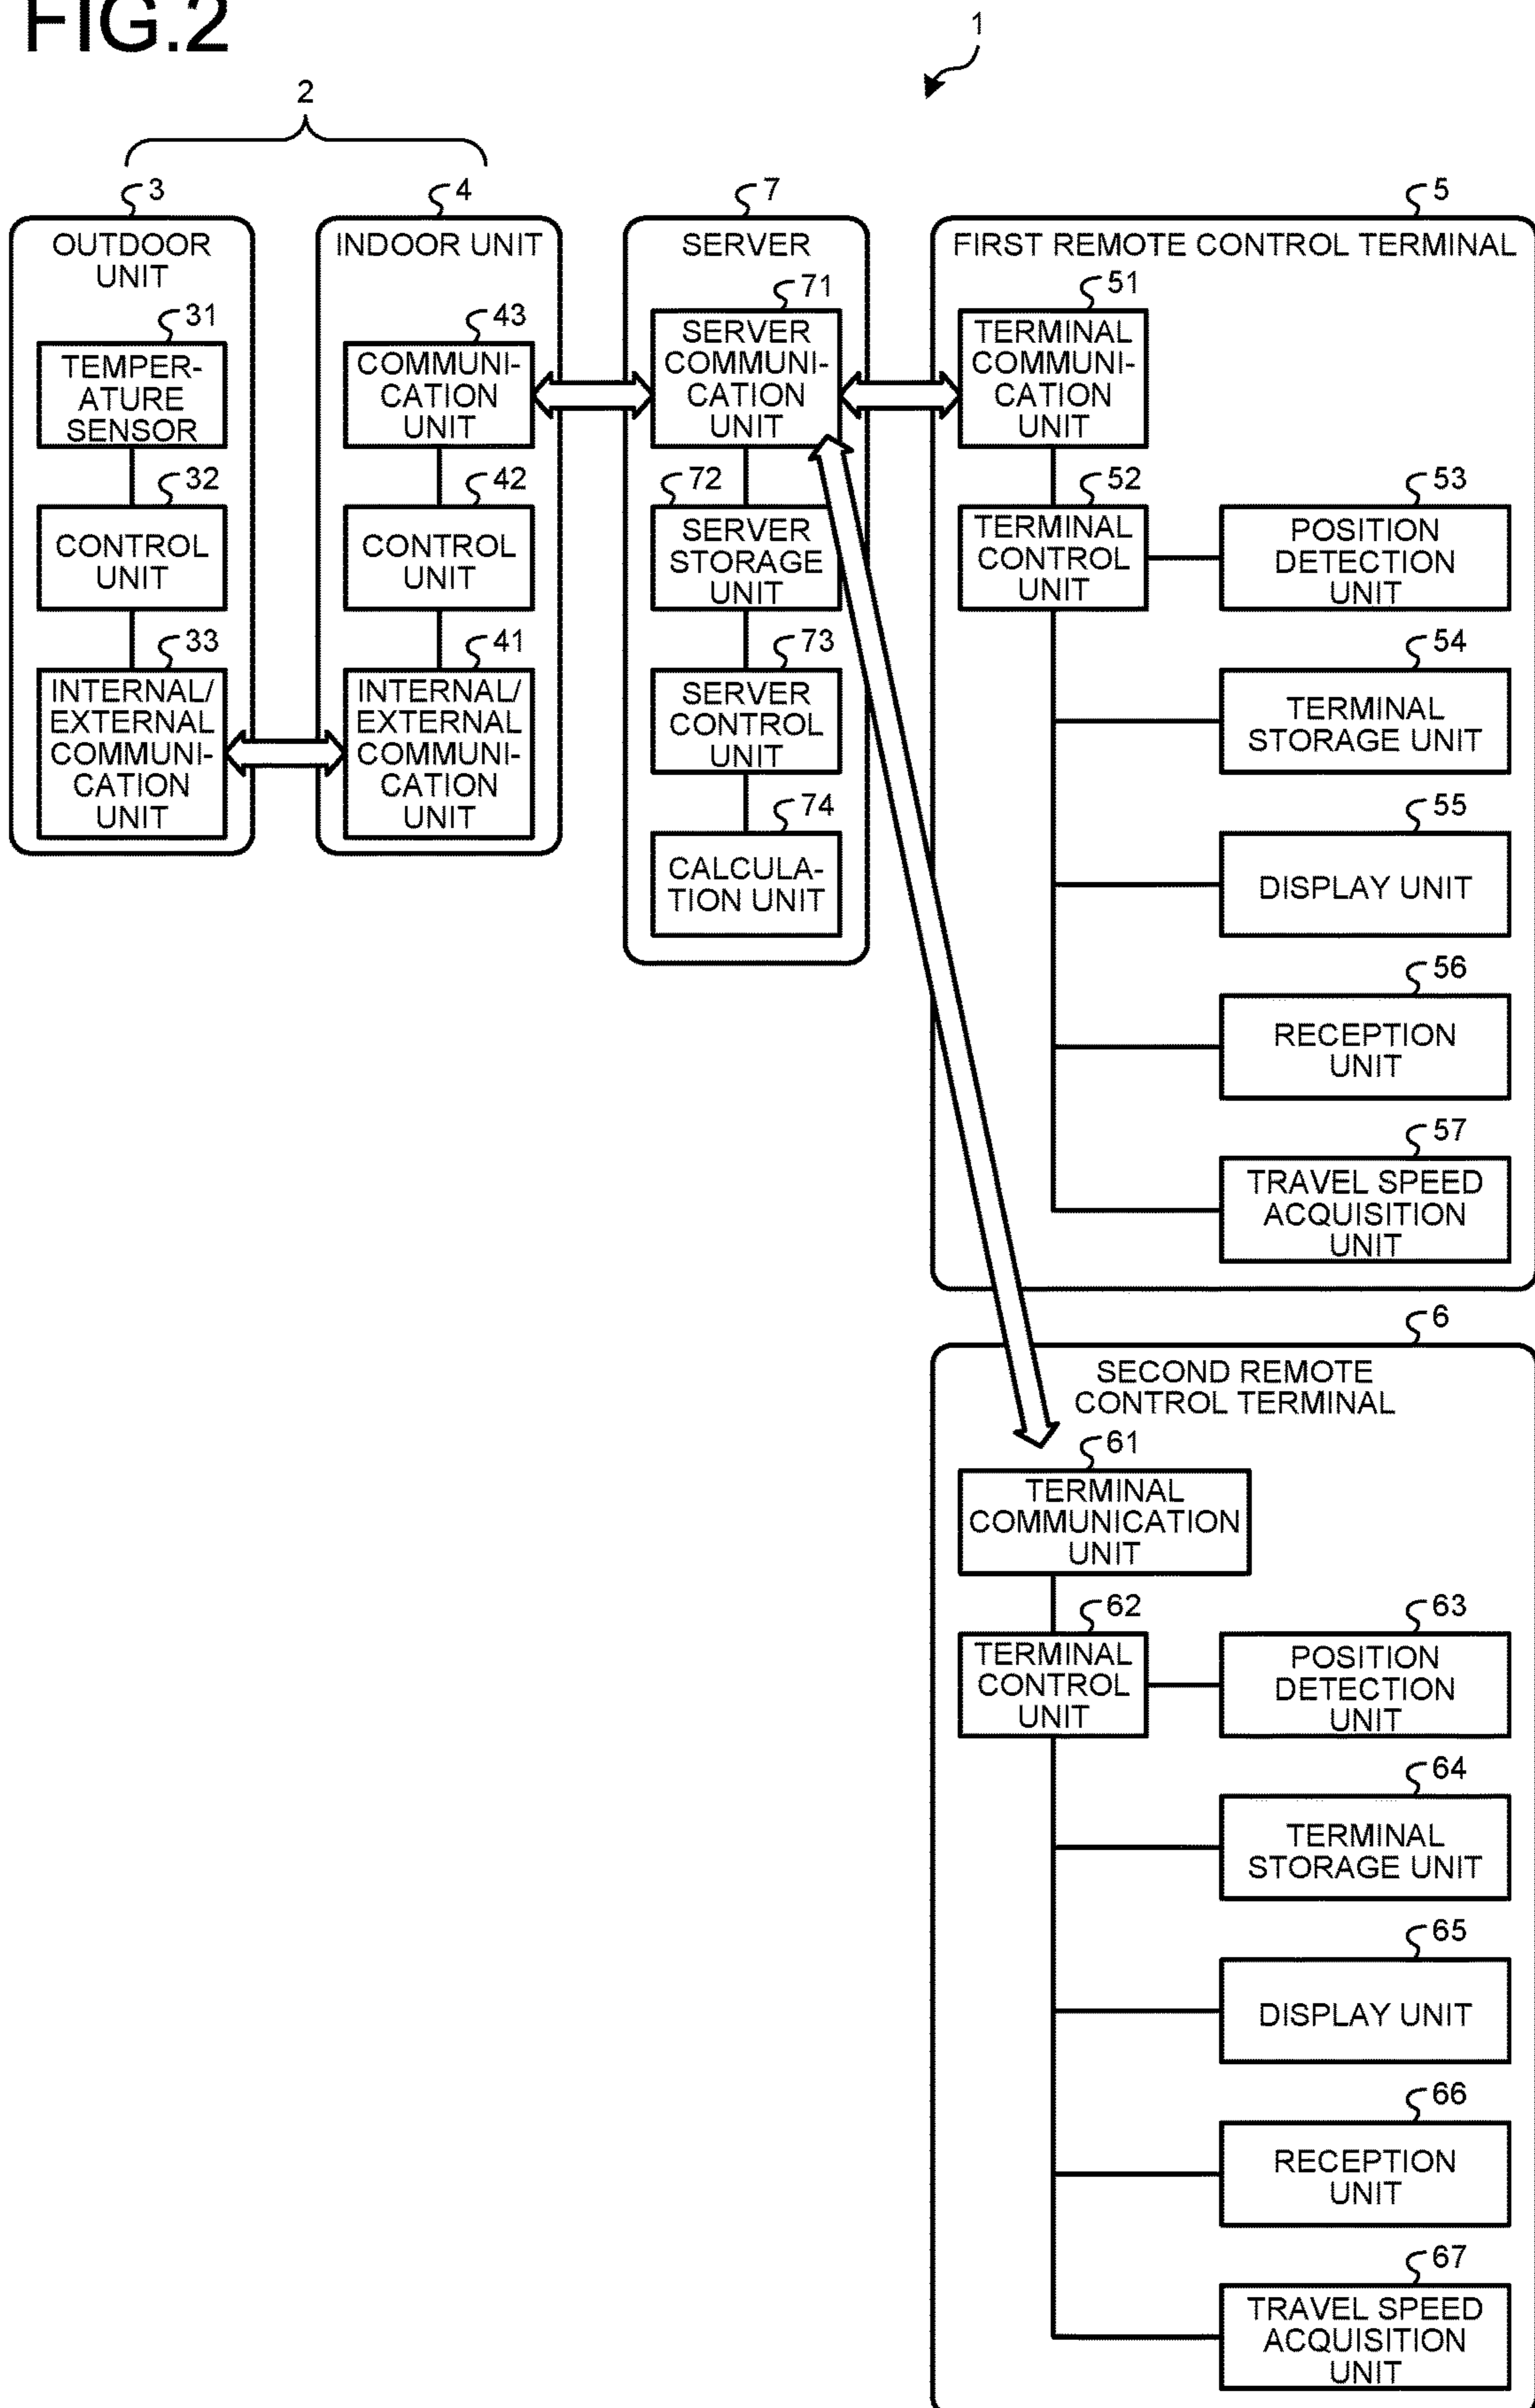 FIG.2
1
2
3
OUTDOOR
UNIT
31
TEMPER-
ATURE
SENSOR
32
CONTROL
UNIT
33
INTERNAL/
EXTERNAL
COMMUNI-
CATION
UNIT
4
INDOOR UNIT
43
COMMUNI-
CATION
UNIT
42
CONTROL
UNIT
41
INTERNAL/
EXTERNAL
COMMUNI-
CATION
UNIT
7
SERVER
71
SERVER
COMMUNI-
CATION
UNIT
72
SERVER
STORAGE
UNIT
73
SERVER
CONTROL
UNIT
74
CALCULA-
TION UNIT
5
FIRST REMOTE CONTROL TERMINAL
51
TERMINAL
COMMUNI-
CATION
UNIT
52
TERMINAL
CONTROL
UNIT
53
POSITION
DETECTION
UNIT
54
TERMINAL
STORAGE UNIT
55
DISPLAY UNIT
56
RECEPTION
UNIT
57
TRAVEL SPEED
ACQUISITION
UNIT
6
SECOND REMOTE
CONTROL TERMINAL
61
TERMINAL
COMMUNICATION
UNIT
62
TERMINAL
CONTROL
UNIT
63
POSITION
DETECTION
UNIT
64
TERMINAL
STORAGE UNIT
65
DISPLAY UNIT
66
RECEPTION
UNIT
67
TRAVEL SPEED
ACQUISITION
UNIT